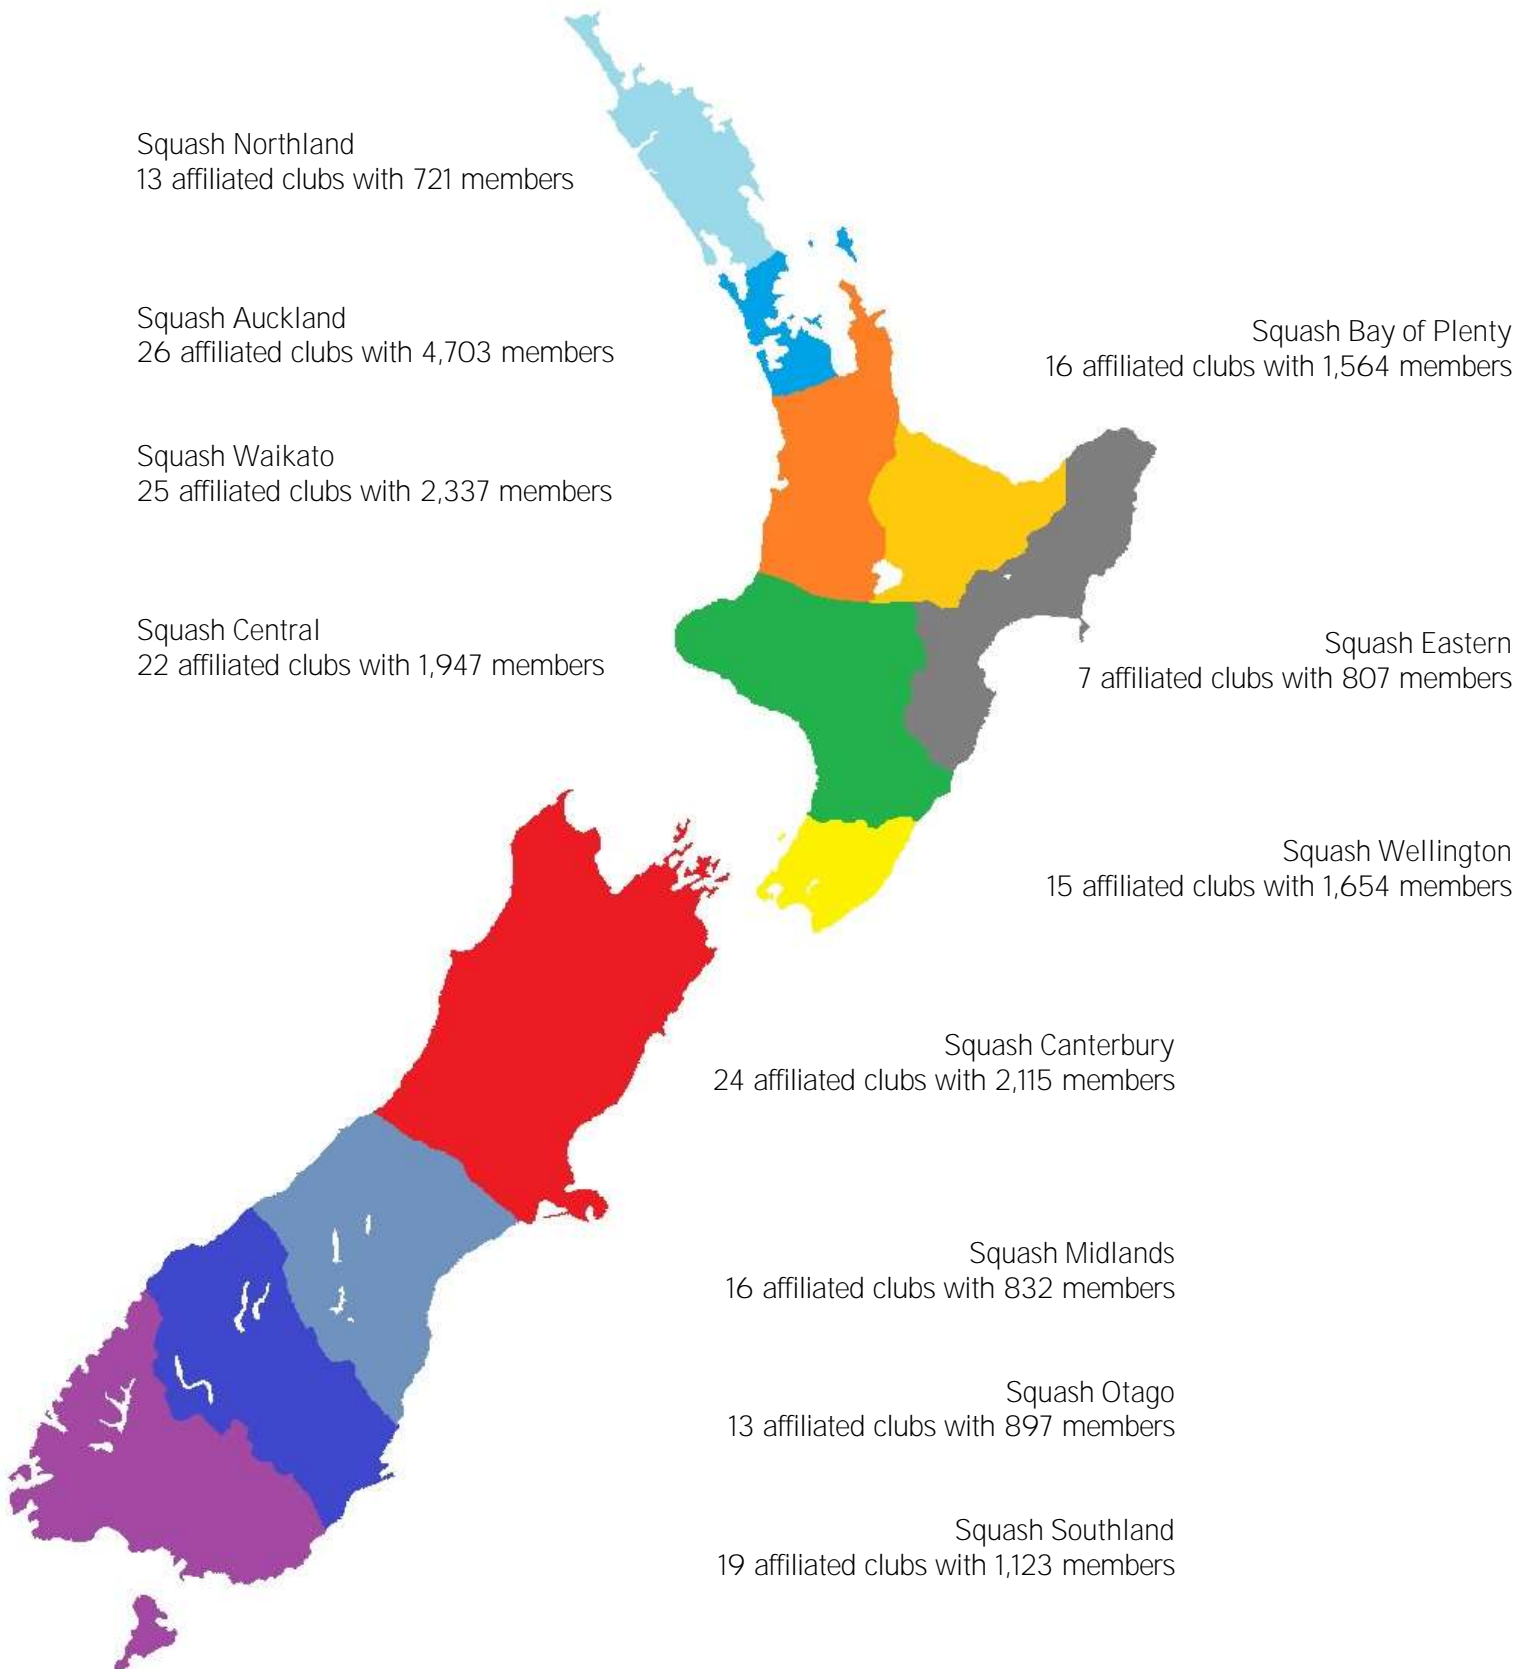 Squash Northland
13 affiliated clubs with 721 members
Squash Auckland
26 affiliated clubs with 4,703 members
Squash Bay of Plenty
16 affiliated clubs with 1,564 members
Squash Waikato
25 affiliated clubs with 2,337 members
Squash Central
22 affiliated clubs with 1,947 members
Squash Eastern
7 affiliated clubs with 807 members
Squash Wellington
15 affiliated clubs with 1,654 members
Squash Canterbury
24 affiliated clubs with 2,115 members
Squash Midlands
16 affiliated clubs with 832 members
Squash Otago
13 affiliated clubs with 897 members
Squash Southland
19 affiliated clubs with 1,123 members